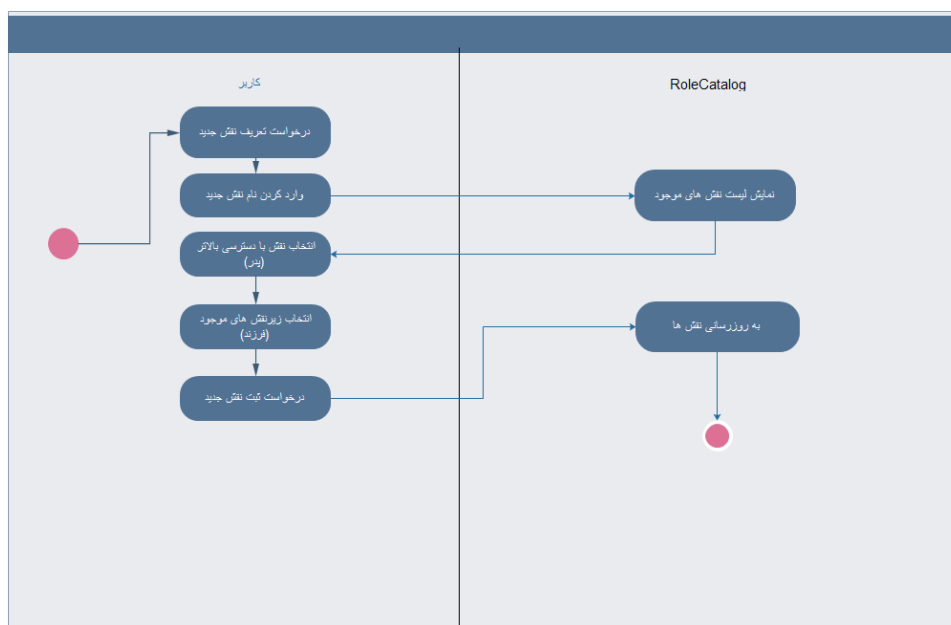 کاربر
RoleCatalog
درخواست تعریف نقش جدید
وارد کردن نام نقش جدید
نمایش لیست نقش های موجود
انتخاب نقش با دسترسی بالاتر
(پدر)
انتخاب زیرنقش های موجود
(فرزند)
به روزرسانی نقش ها
درخواست ثبت نقش جدید